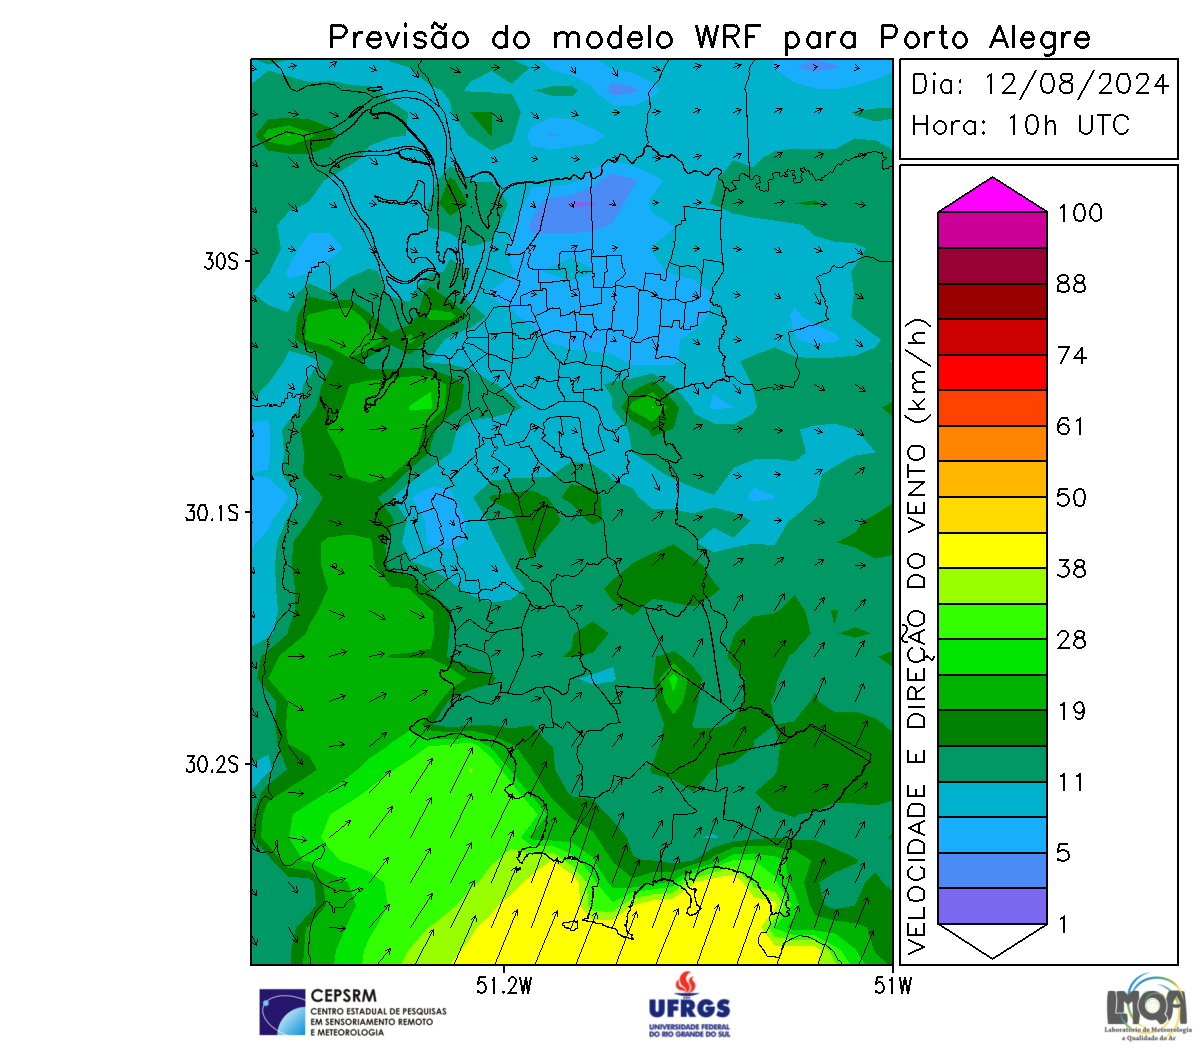 Previsão do modelo WRF para Porto Alegre
Dia: 12/08/2024
Hora: 10h UTC
30S
30.1S
30.2S
51.2W
51W
VELOCIDADE E DIREÇÃO DO VENTO (km/h)
100
88
74
61
50
38
28
19
11
5
1
CEPSRM
CENTRO ESTADUAL DE PESQUISAS
EM SENSORIAMENTO REMOTO
E METEOROLOGIA
UFRGS
UNIVERSIDADE FEDERAL
DO RIO GRANDE DO SUL
LMQA
Laboratório de Meteorologia
e Qualidade do Ar